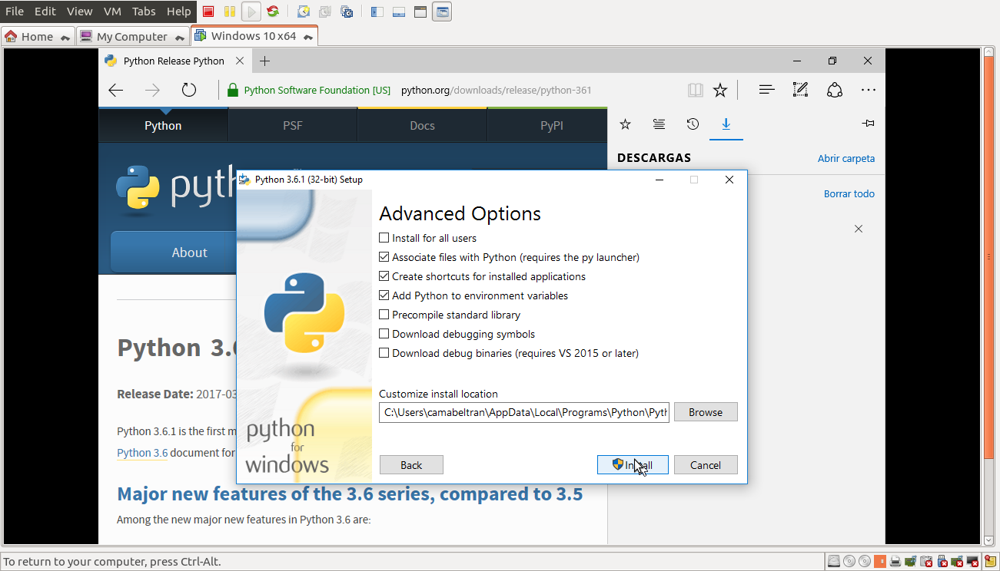 File Edit View VM Tabs Help
Home My Computer Windows 10 x64
Python Release Python
Python Software Foundation [US] python.org/downloads/release/python-361
Python PSF Docs PyPI
DESCARGAS Abrir carpeta
Borrar todo
About
Python 3.6.1 (32-bit) Setup
Advanced Options
Install for all users
Associate files with Python (requires the py launcher)
Create shortcuts for installed applications
Add Python to environment variables
Precompile standard library
Download debugging symbols
Download debug binaries (requires VS 2015 or later)
Customize install location
C:\Users\camabeltran\AppData\Local\Programs\Python\Pyth
Browse
python
for
windows
Back Install Cancel
Python 3.6
Release Date: 2017-03
Python 3.6.1 is the first m
Python 3.6 document for
Major new features of the 3.6 series, compared to 3.5
Among the new major new features in Python 3.6 are:
To return to your computer, press Ctrl-Alt.